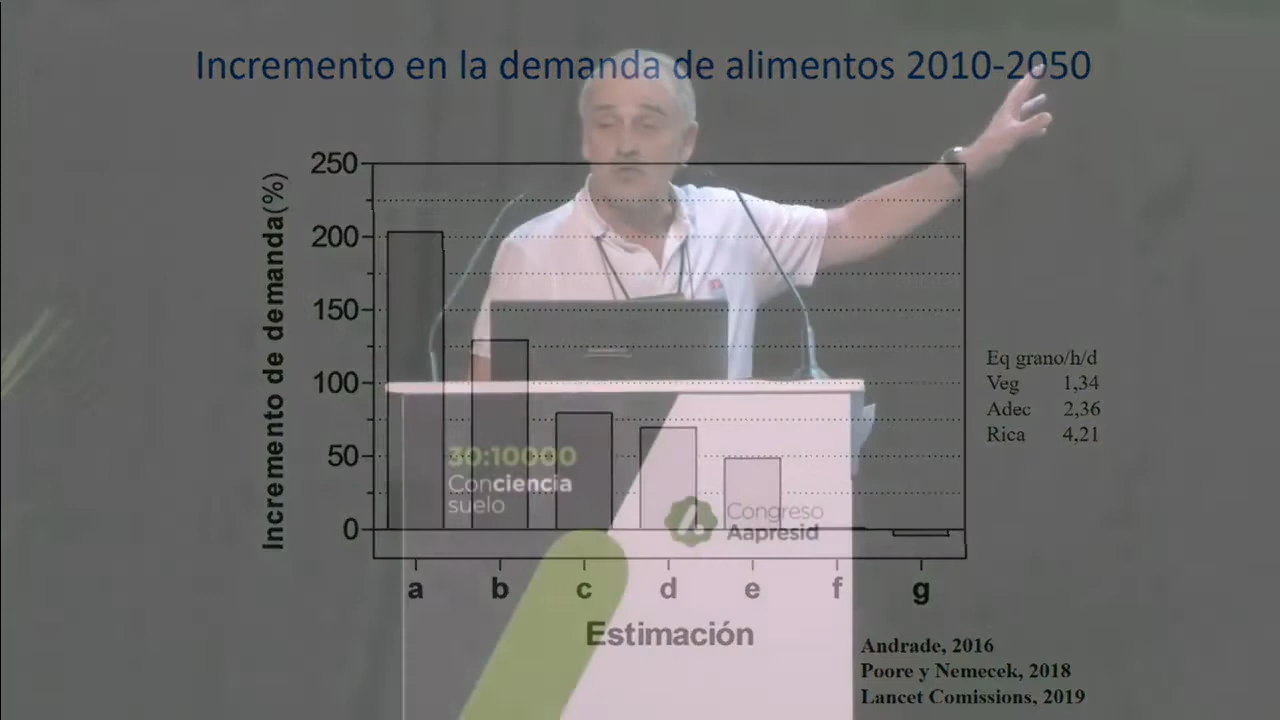 Incremento en la demanda de alimentos 2010-2050
Incremento de demanda(%)
250
200
150
100
50
0
a b c d e f g
Estimación
Eq grano/h/d
Veg 1,34
Adec 2,36
Rica 4,21
30:10000
Conciencia
suelo
Congreso
Aapresid
Andrade, 2016
Poore y Nemecek, 2018
Lancet Comissions, 2019